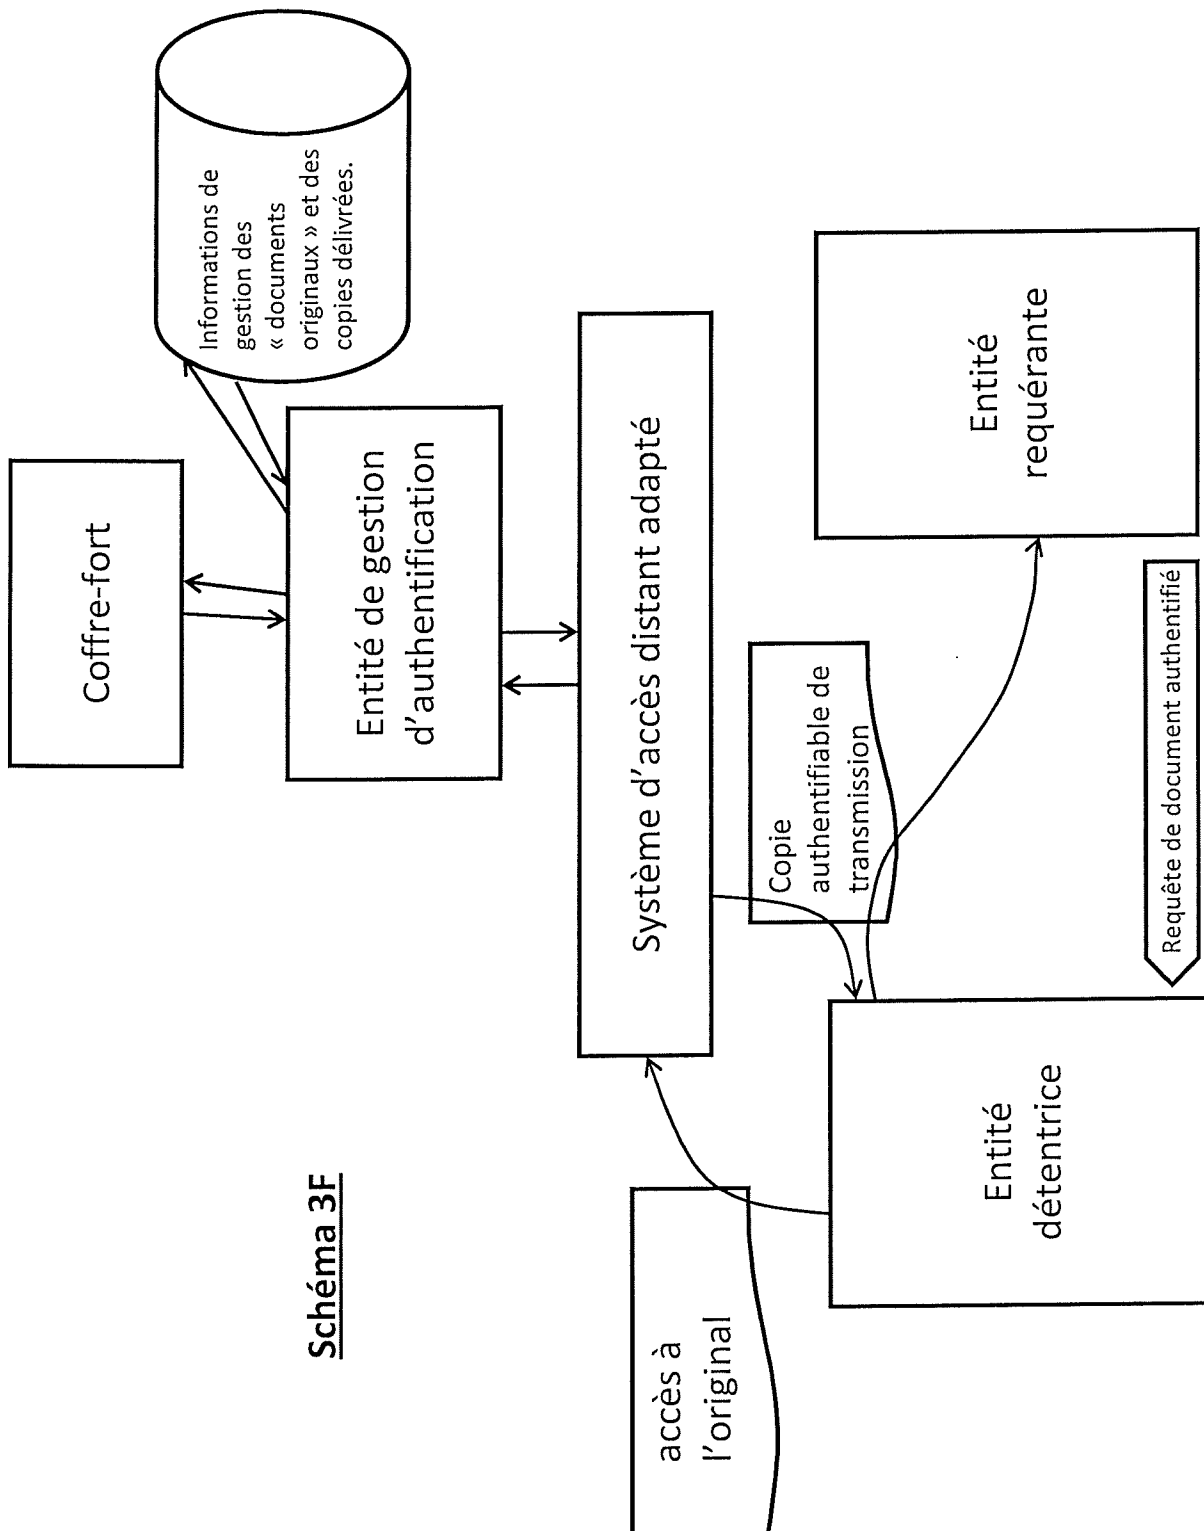 Schéma 3F
Coffre-fort
Informations de
gestion des
« documents
originaux » et des
copies délivrées.
Entité de gestion
d'authentification
Système d'accès distant adapté
accès à
l'original
Copie
authentifiable de
transmission
Entité
détentrice
Requête de document authentifié
Entité
requérante